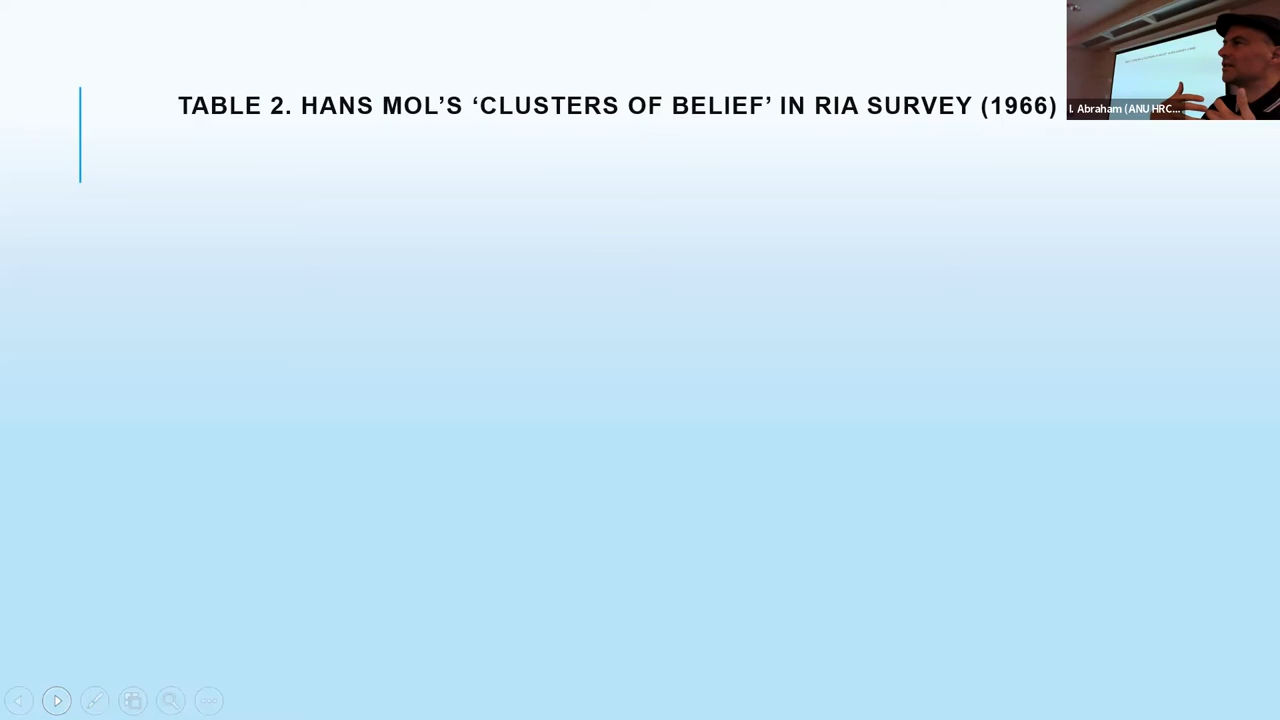 TABLE 2. HANS MOL’S ‘CLUSTERS OF BELIEF’ IN RIA SURVEY (1966)
I. Abraham (ANU HRC...